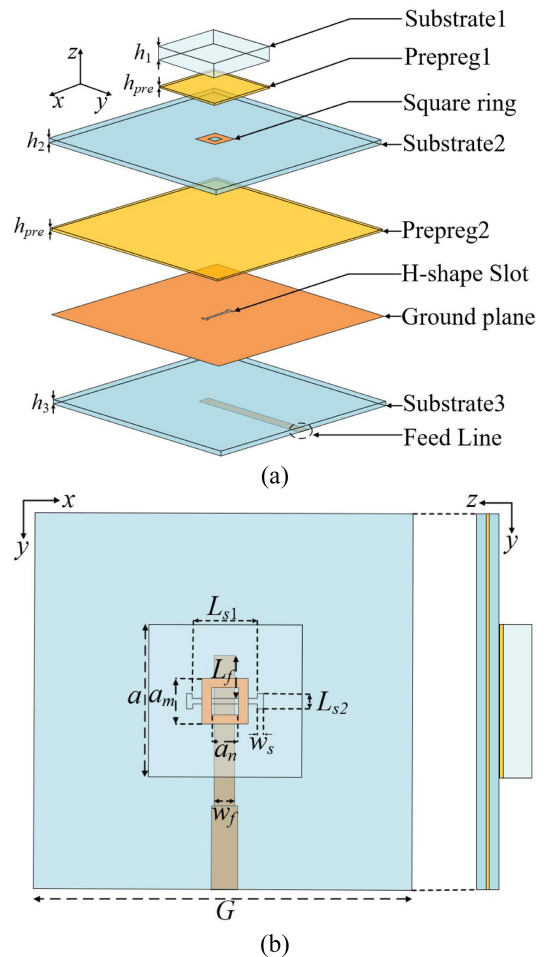 Substrate1
h1
z
Prepreg1
hpre
x
y
Square ring
h2
Substrate2
hpre
Prepreg2
H-shape Slot
Ground plane
h3
Substrate3
Feed Line
(a)
x
y
z
y
Ls1
Lf
a
am
Ls2
ws
an
wf
G
(b)